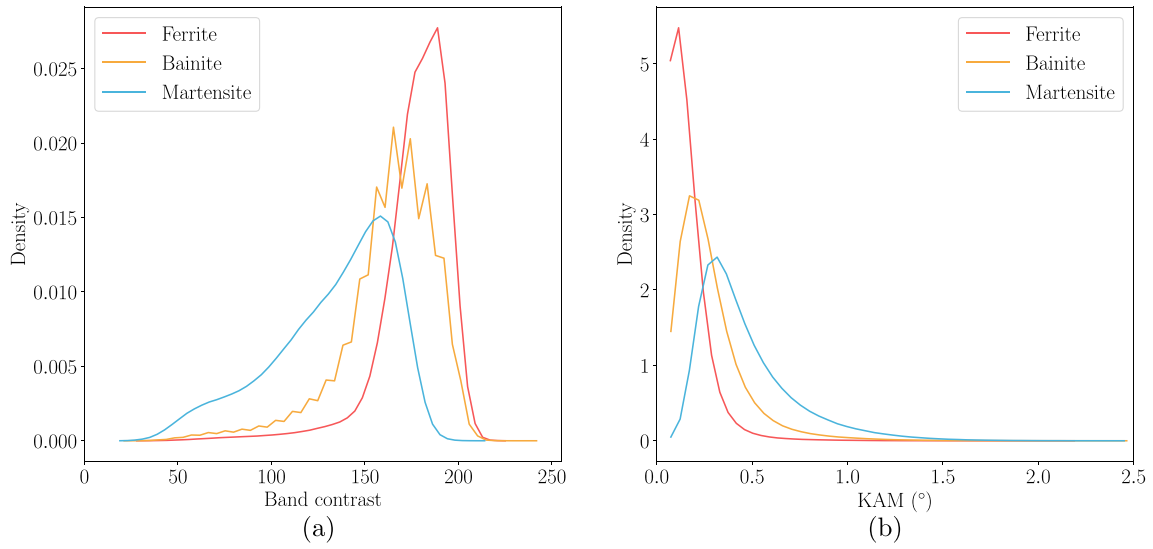 Ferrite
Bainite
Martensite
0.025
0.020
0.015
0.010
0.005
0.000
Density
0 50 100 150 200 250
Band contrast
(a)
Ferrite
Bainite
Martensite
5
4
3
2
1
0
Density
0.0 0.5 1.0 1.5 2.0 2.5
KAM (°)
(b)